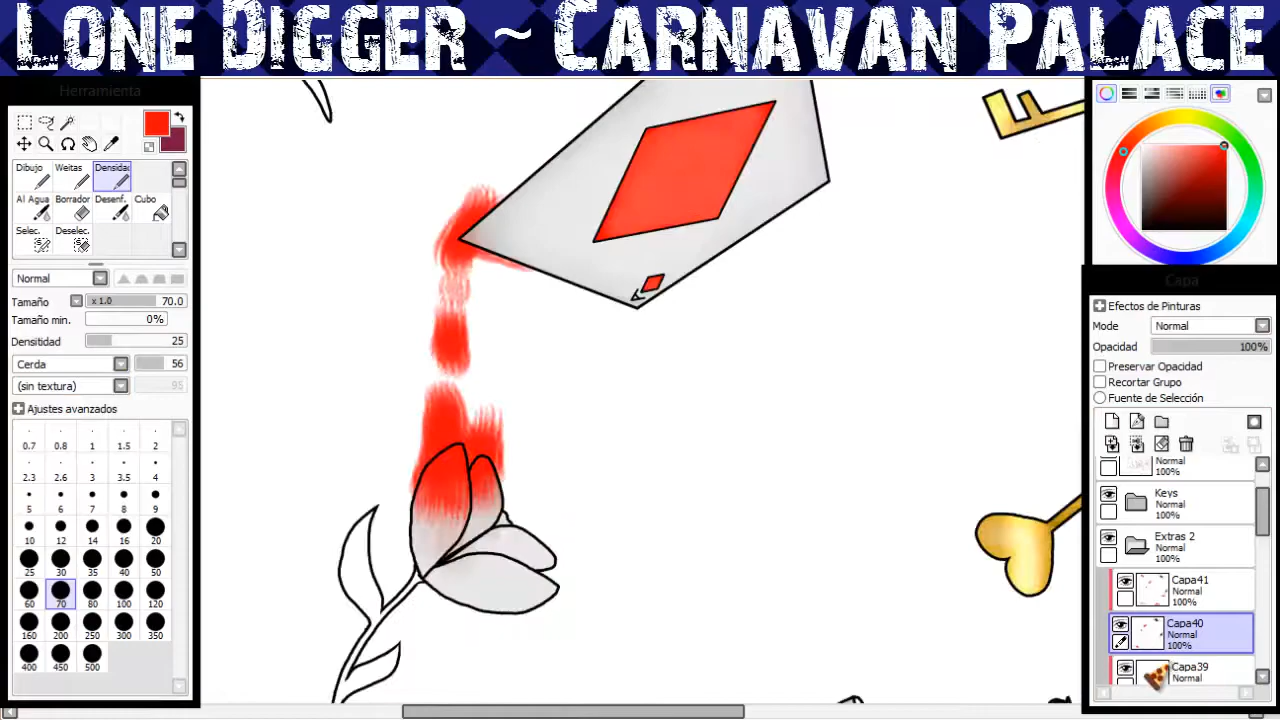 LONE DIGGER ~ CARNAVAN PALACE
Herramienta
Dibujo Weitas Densidad
Al Agua Borrador Desenf. Cubo
Selec. Deselec.
Normal
Tamaño x 1.0 70.0
Tamaño min. 0%
Densitidad 25
Cerda 56
(sin textura) 95
Ajustes avanzados
0.7 0.8 1 1.5 2
2.3 2.6 3 3.5 4
5 6 7 8 9
10 12 14 16 20
25 30 35 40 50
60 70 80 100 120
160 200 250 300 350
400 450 500
F
Capa
Efectos de Pinturas
Mode Normal
Opacidad 100%
Preservar Opacidad
Recortar Grupo
Fuente de Selección
Normal
100%
Keys
Normal
100%
Extras 2
Normal
100%
Capa41
Normal
100%
Capa40
Normal
100%
Capa39
Normal